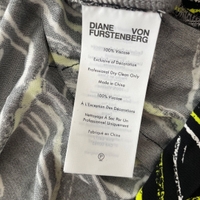 DIANE VON
FURSTENBERG
100% Viscose
Exclusive of Decoration
Professional Dry Clean Only
Made in China
100% Viscose
A L'Exception Des Décorations
Nettoyage À Sec Par Un
Professionnel Uniquement
Fabriqué en Chine
P